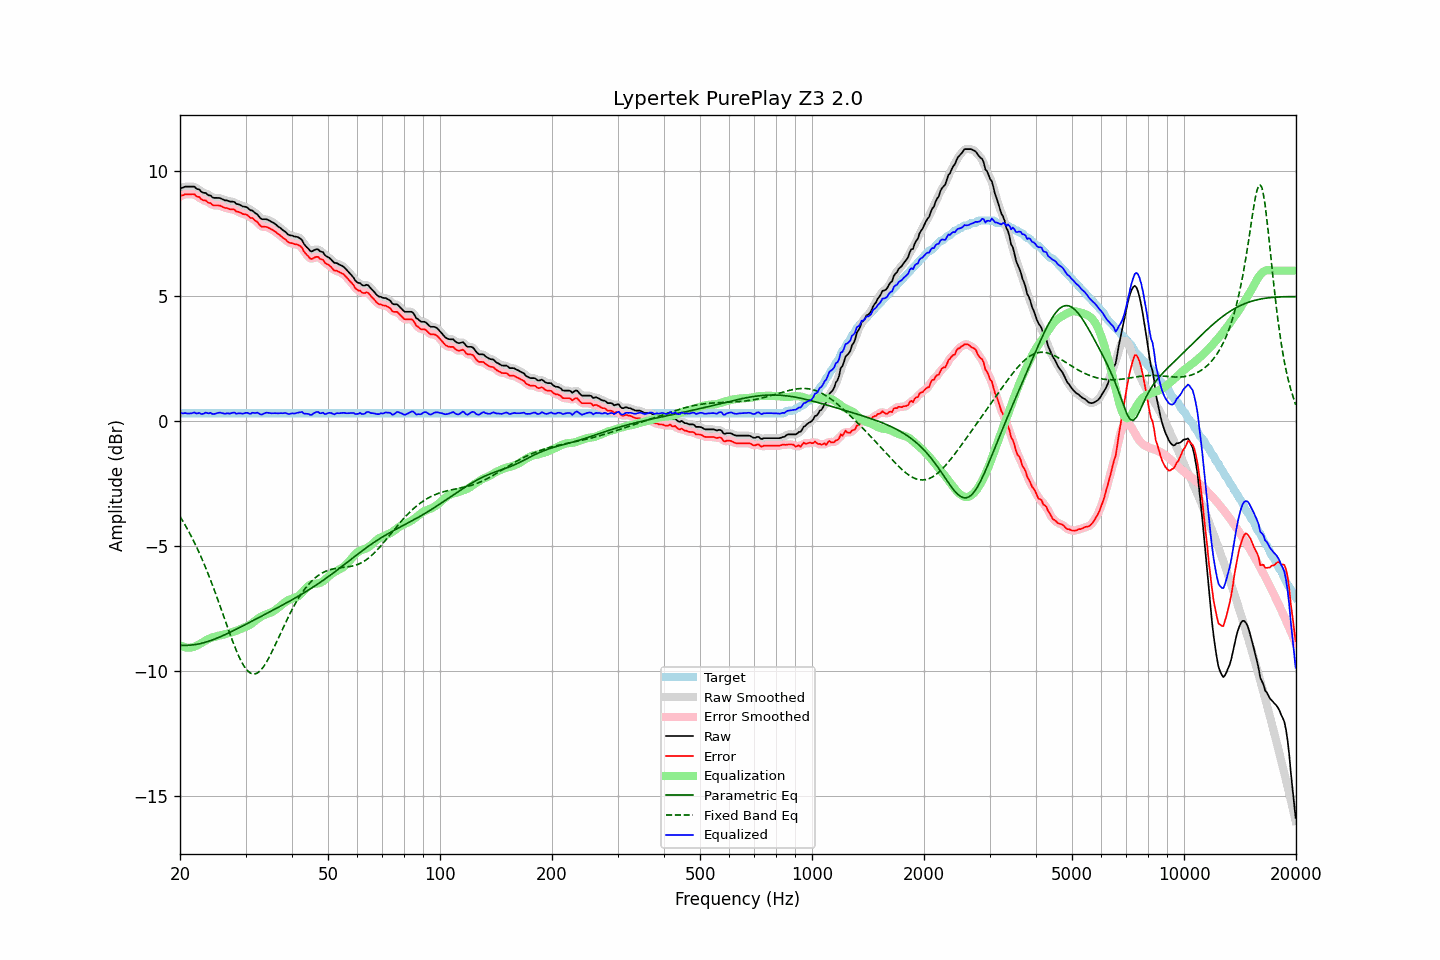 Lypertek PurePlay Z3 2.0
Amplitude (dBr)
10
5
0
−5
−10
−15
Target
Raw Smoothed
Error Smoothed
Raw
Error
Equalization
Parametric Eq
Fixed Band Eq
Equalized
20 50 100 200 500 1000 2000 5000 10000 20000
Frequency (Hz)